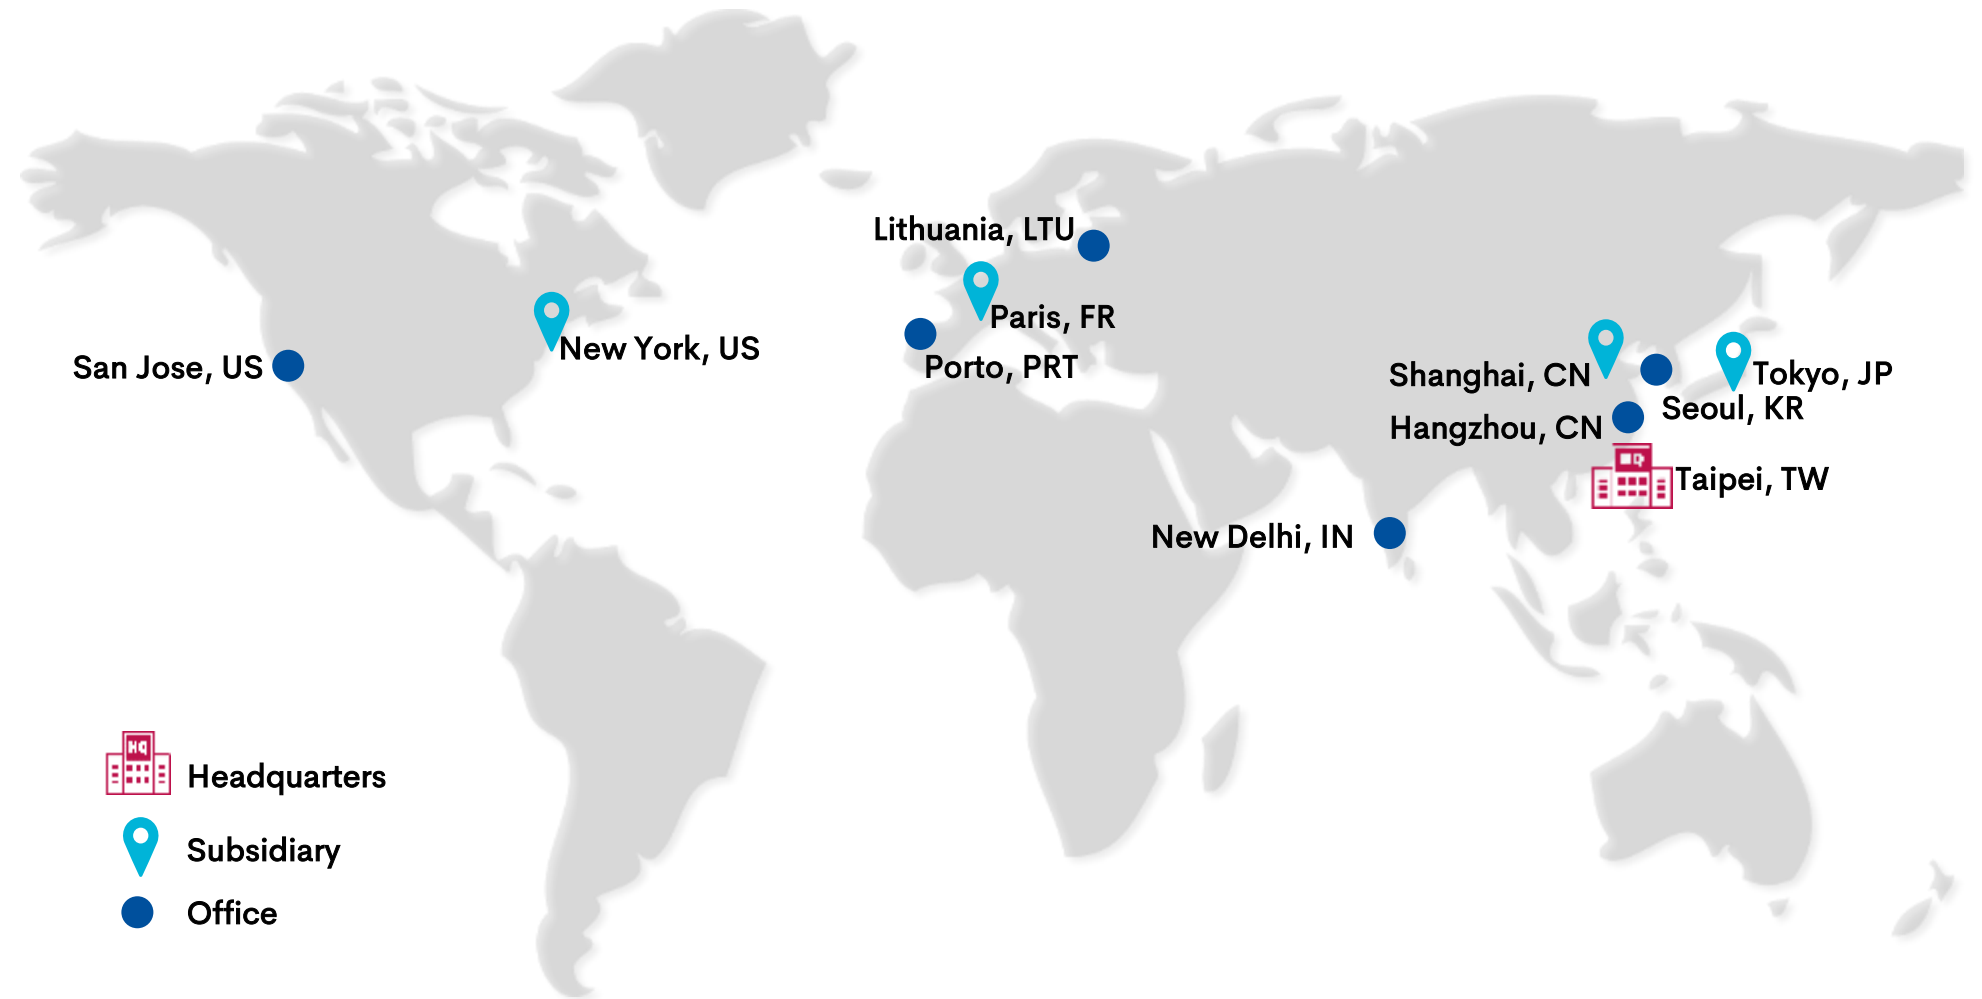 Lithuania, LTU
Paris, FR
New York, US
San Jose, US
Porto, PRT
Shanghai, CN
Tokyo, JP
Seoul, KR
Hangzhou, CN
Taipei, TW
New Delhi, IN
HQ
Headquarters
Subsidiary
Office